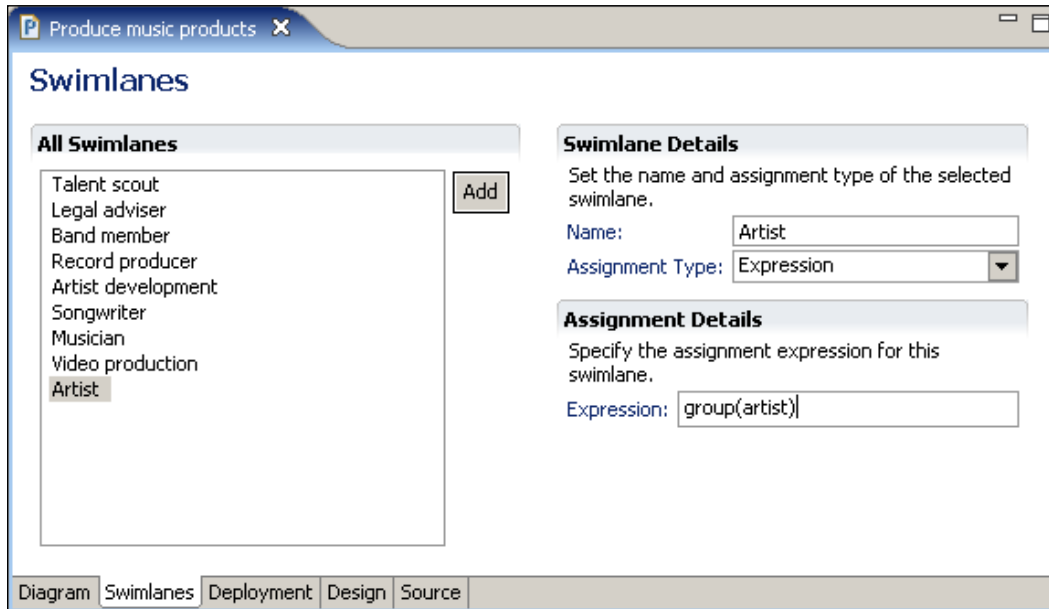 Produce music products
Swimlanes
All Swimlanes
Talent scout
Legal adviser
Band member
Record producer
Artist development
Songwriter
Musician
Video production
Artist
Add
Swimlane Details
Set the name and assignment type of the selected
swimlane.
Name: Artist
Assignment Type: Expression
Assignment Details
Specify the assignment expression for this
swimlane.
Expression: group(artist)
Diagram Swimlanes Deployment Design Source